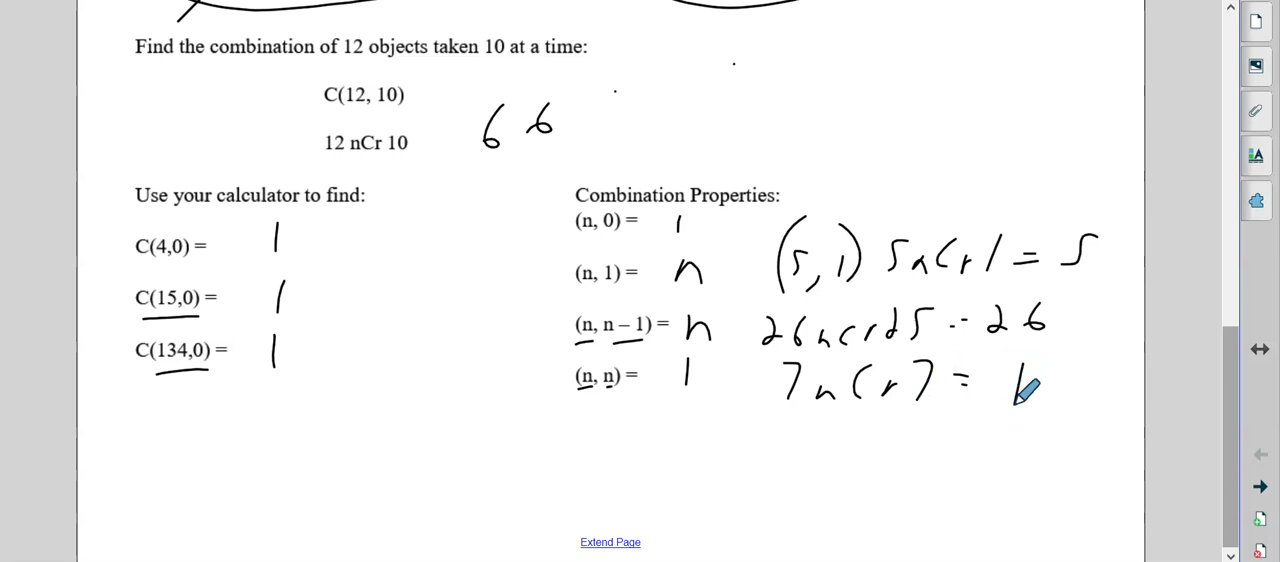 Find the combination of 12 objects taken 10 at a time:
C(12, 10)
12 nCr 10
66
Use your calculator to find:
C(4,0) = 1
C(15,0) = 1
C(134,0) = 1
Combination Properties:
(n, 0) = 1
(n, 1) = n (5, 1) 5nCr1 = 5
(n, n – 1) = n 26nCr25 = 26
(n, n) = 1 7nCr7 = 1
Extend Page